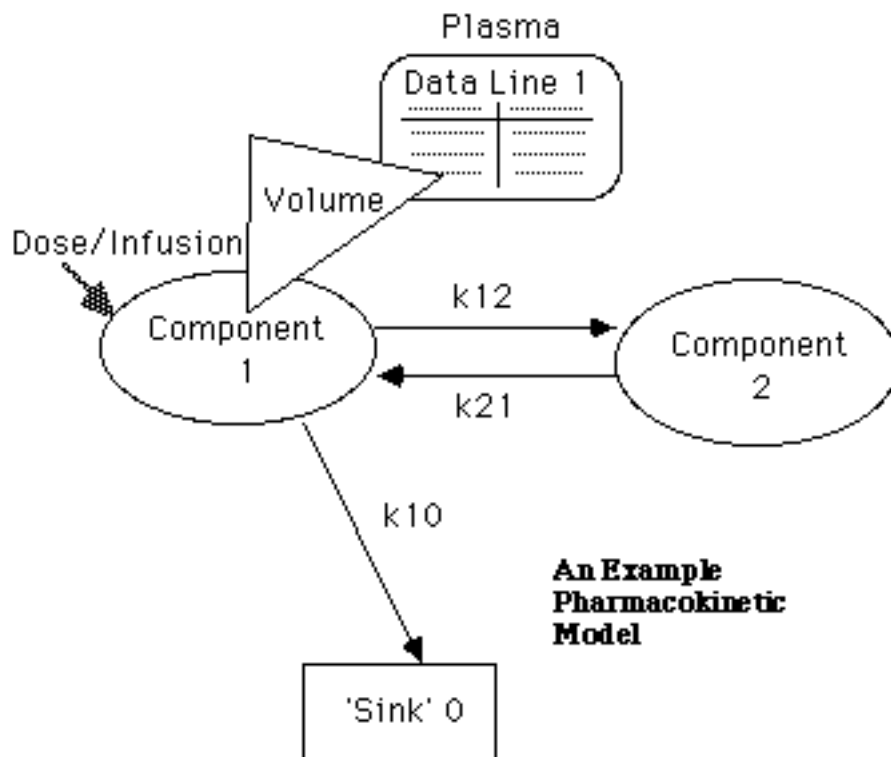 Plasma
Data Line 1
Volume
Dose/Infusion
Component
1
k12
k21
Component
2
k10
An Example
Pharmacokinetic
Model
'Sink' 0